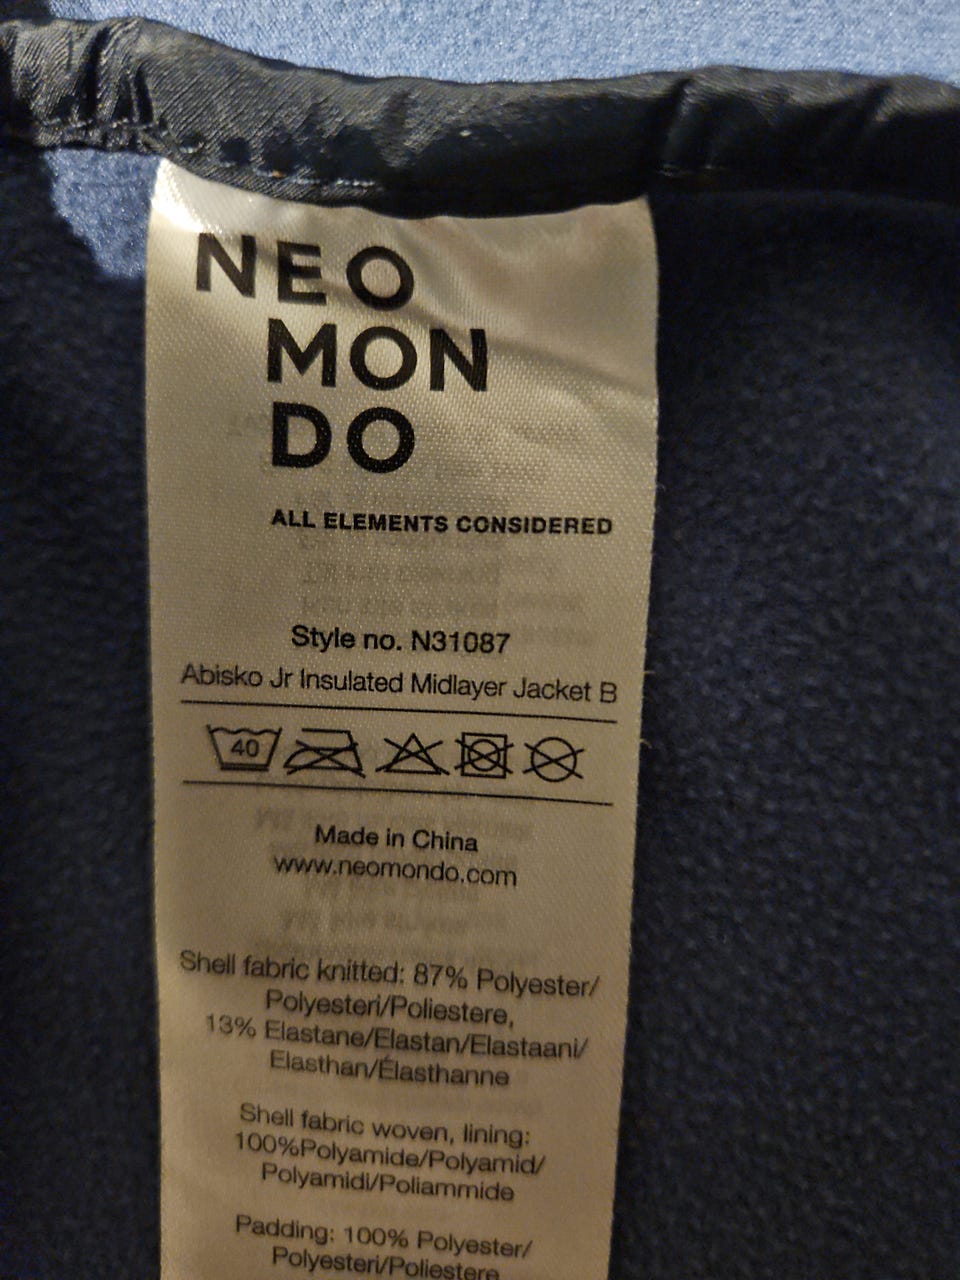 NEO
MON
DO
ALL ELEMENTS CONSIDERED
Style no. N31087
Abisko Jr Insulated Midlayer Jacket B
40
Made in China
www.neomondo.com
Shell fabric knitted: 87% Polyester/
Polyesteri/Poliestere,
13% Elastane/Elastan/Elastaani/
Elasthan/Élasthanne
Shell fabric woven, lining:
100%Polyamide/Polyamid/
Polyamidi/Poliammide
Padding: 100% Polyester/
Polyesteri/Poliestere